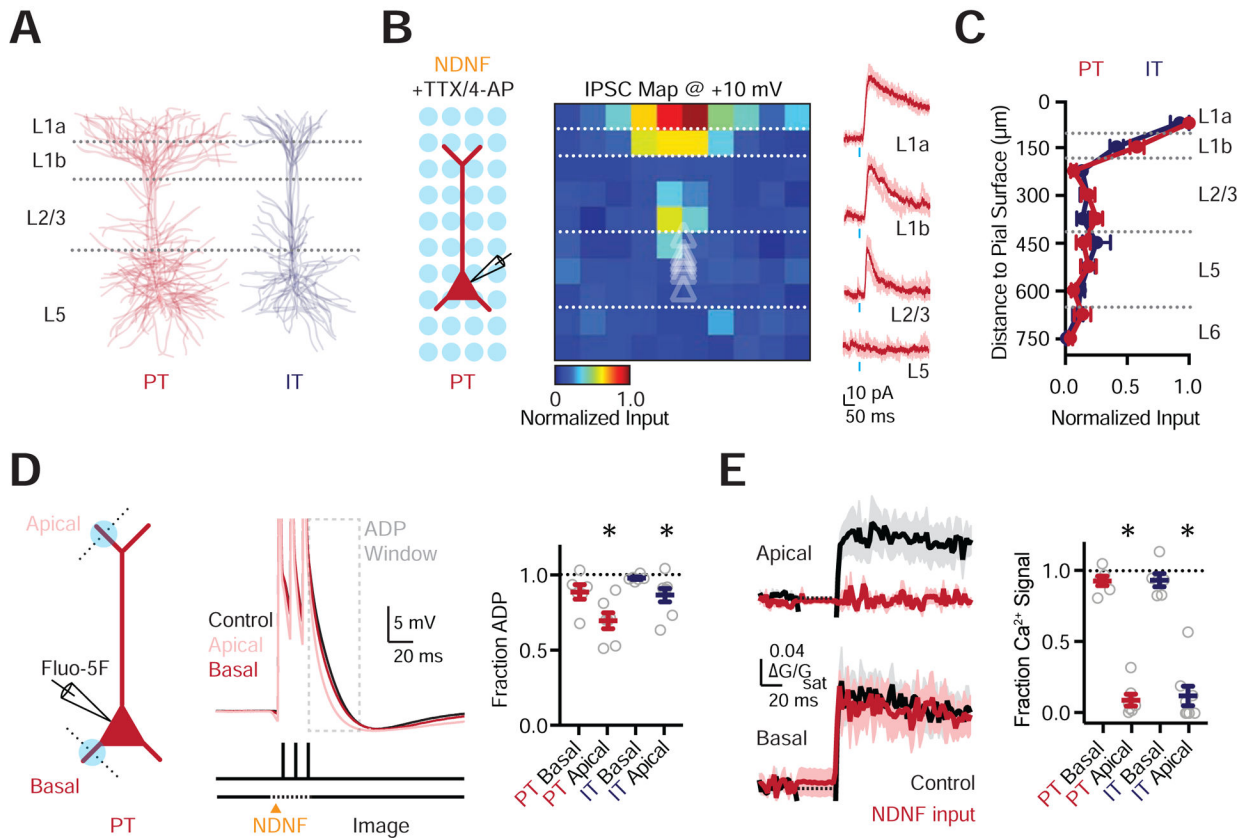 A
L1a
L1b
L2/3
L5
PT
IT
B
NDNF
+TTX/4-AP
PT
IPSC Map @ +10 mV
0
1.0
Normalized Input
L1a
L1b
L2/3
L5
10 pA
50 ms
C
PT
IT
Distance to Pial Surface (μm)
0
150
300
450
600
750
L1a
L1b
L2/3
L5
L6
0.0
0.5
1.0
Normalized Input
D
Apical
Fluo-5F
Basal
PT
ADP
Window
Control
Apical
Basal
5 mV
20 ms
NDNF
Image
Fraction ADP
1.0
0.5
0.0
*
*
PT Basal
PT Apical
IT Basal
IT Apical
E
Apical
0.04
ΔG/G sat
20 ms
Basal
Control
NDNF input
Fraction Ca²⁺ Signal
1.0
0.5
0.0
*
*
PT Basal
PT Apical
IT Basal
IT Apical